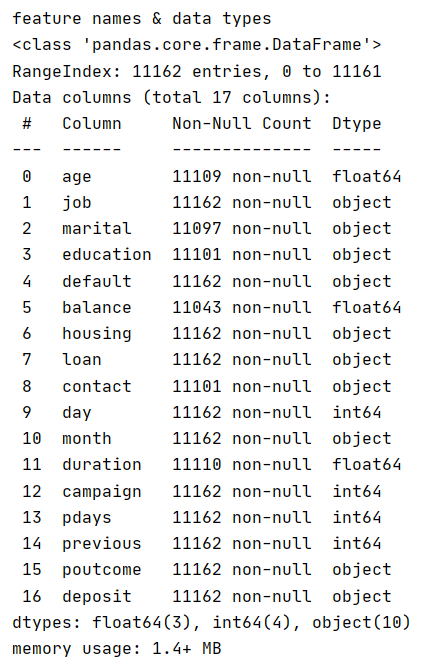 feature names & data types
<class 'pandas.core.frame.DataFrame'>
RangeIndex: 11162 entries, 0 to 11161
Data columns (total 17 columns):
 #   Column     Non-Null Count  Dtype
---  ------     --------------  -----
 0   age        11109 non-null  float64
 1   job        11162 non-null  object
 2   marital    11097 non-null  object
 3   education  11101 non-null  object
 4   default    11162 non-null  object
 5   balance    11043 non-null  float64
 6   housing    11162 non-null  object
 7   loan       11162 non-null  object
 8   contact    11101 non-null  object
 9   day        11162 non-null  int64
 10  month      11162 non-null  object
 11  duration   11110 non-null  float64
 12  campaign   11162 non-null  int64
 13  pdays      11162 non-null  int64
 14  previous   11162 non-null  int64
 15  poutcome   11162 non-null  object
 16  deposit    11162 non-null  object
dtypes: float64(3), int64(4), object(10)
memory usage: 1.4+ MB